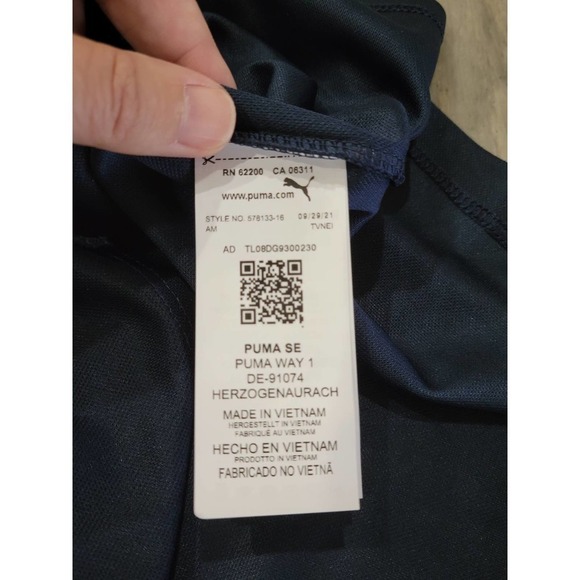 RN 62200 CA 06311
www.puma.com
STYLE NO. 576133-16 09/29/21
AM TVNEI
AD TL08DG9300230
PUMA SE
PUMA WAY 1
DE-91074
HERZOGENAURACH
MADE IN VIETNAM
HERGESTELLT IN VIETNAM
FABRIQUÉ AU VIETNAM
HECHO EN VIETNAM
PRODOTTO IN VIETNAM
FABRICADO NO VIETNÃ